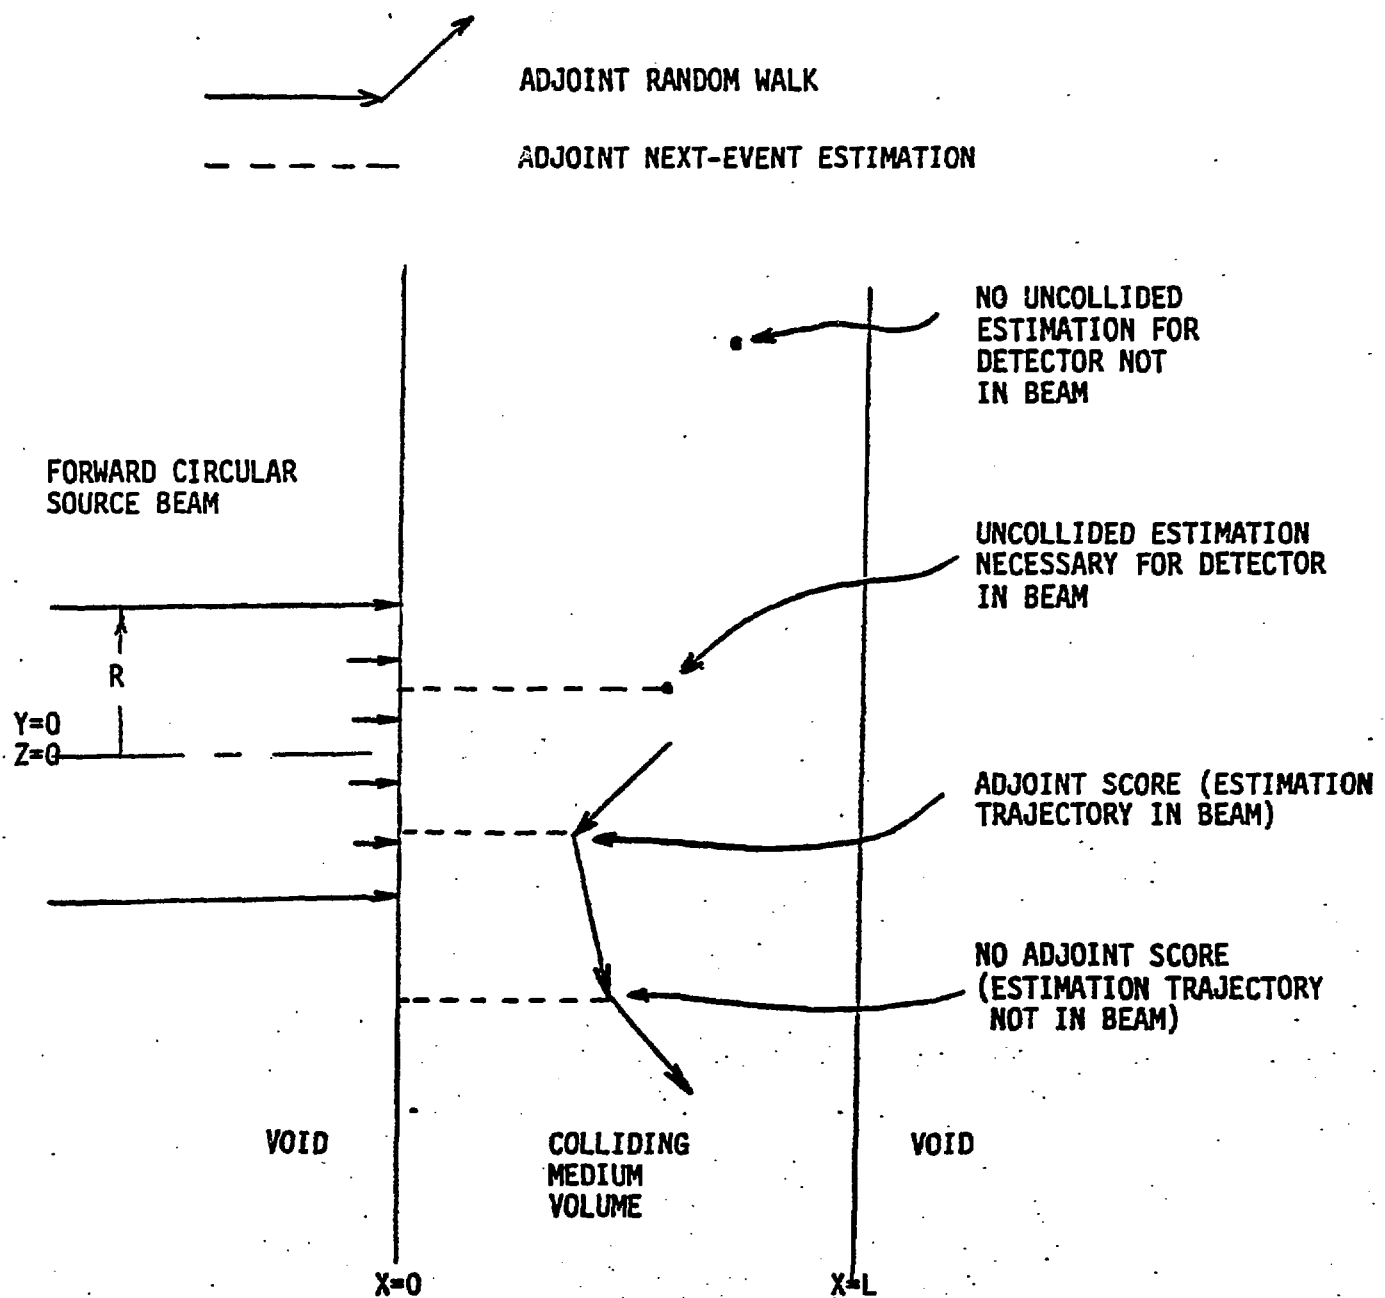 ADJOINT RANDOM WALK
ADJOINT NEXT-EVENT ESTIMATION
NO UNCOLLIDED
ESTIMATION FOR
DETECTOR NOT
IN BEAM
FORWARD CIRCULAR
SOURCE BEAM
UNCOLLIDED ESTIMATION
NECESSARY FOR DETECTOR
IN BEAM
R
Y=0
Z=0
ADJOINT SCORE (ESTIMATION
TRAJECTORY IN BEAM)
NO ADJOINT SCORE
(ESTIMATION TRAJECTORY
NOT IN BEAM)
VOID
COLLIDING
MEDIUM
VOLUME
VOID
X=0
X=L